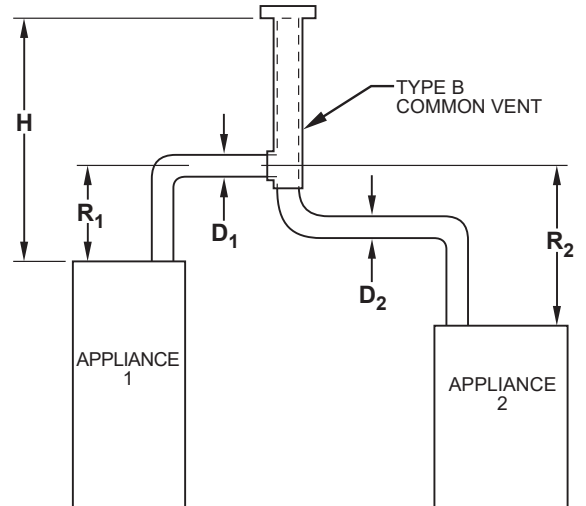 H
TYPE B
COMMON VENT
R1
D1
R2
D2
APPLIANCE
1
APPLIANCE
2